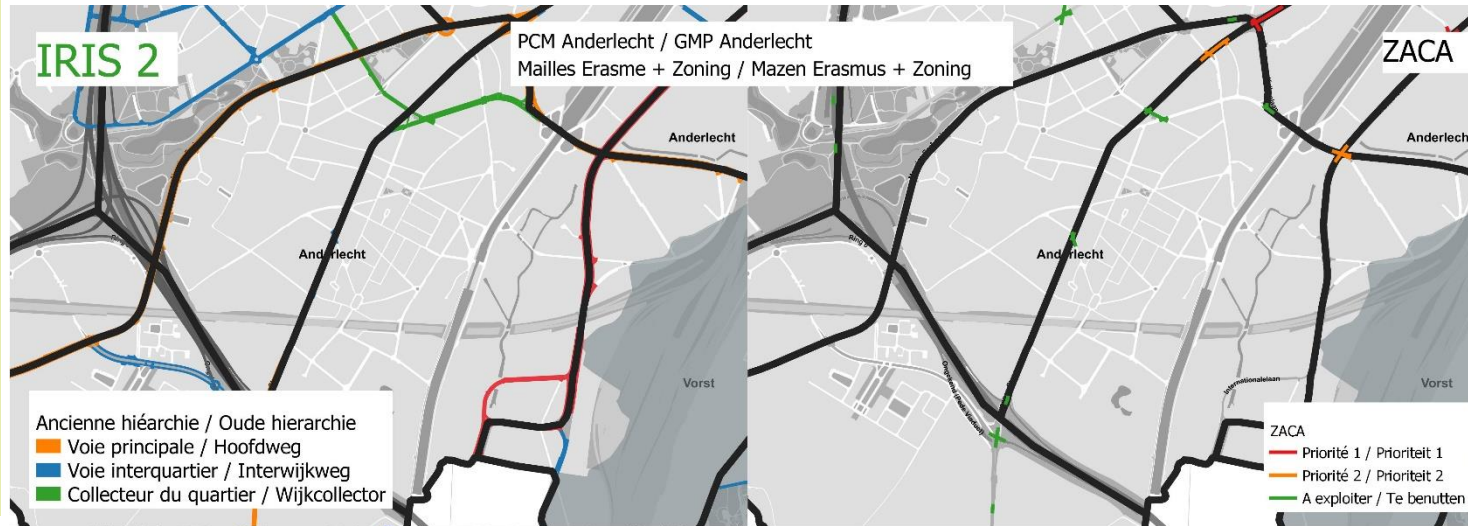 IRIS 2
PCM Anderlecht / GMP Anderlecht
Mailles Erasme + Zoning / Mazen Erasmus + Zoning
ZACA
Anderlecht
Anderlecht
Vorst
Ancienne hiéarchie / Oude hierarchie
Voie principale / Hoofdweg
Voie interquartier / Interwijkweg
Collecteur du quartier / Wijkcollector
Anderlecht
Anderlecht
Internationalelaan
Vorst
ZACA
Priorité 1 / Prioriteit 1
Priorité 2 / Prioriteit 2
A exploiter / Te benutten